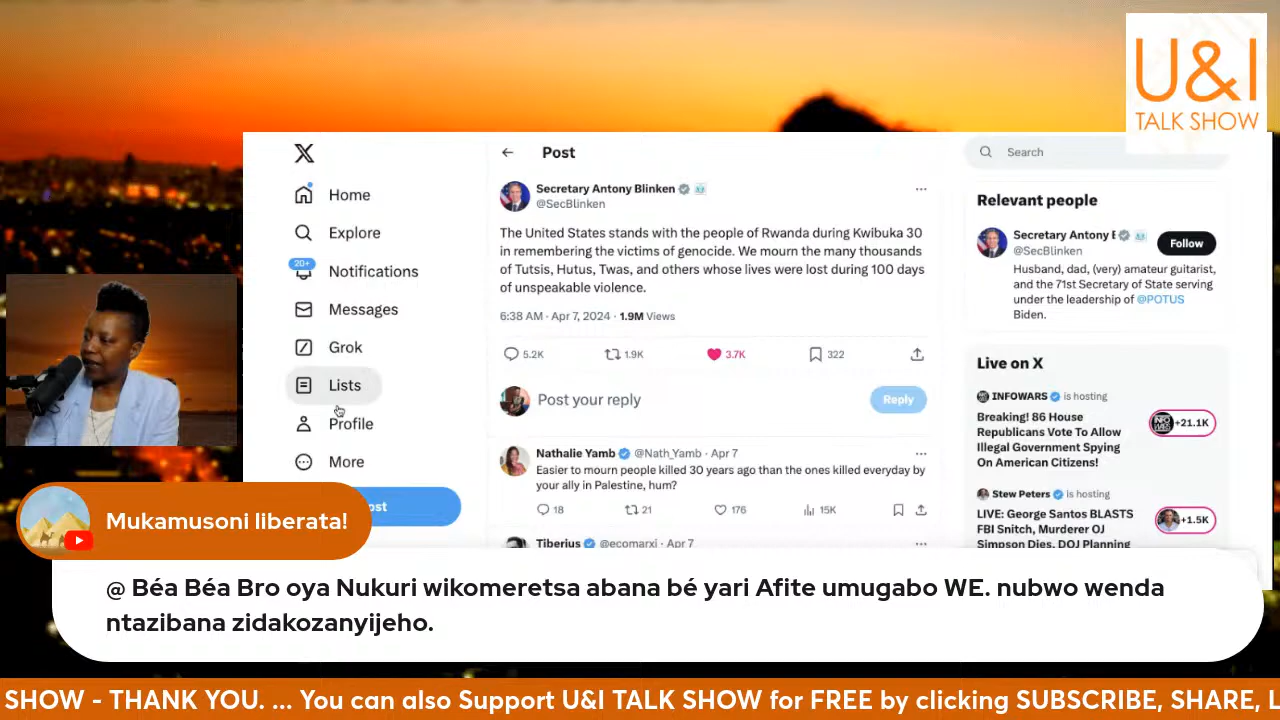 U&I
TALK SHOW
X
Home
Explore
20+
Notifications
Messages
Grok
Lists
Profile
More
ost
Post
Secretary Antony Blinken
@SecBlinken
The United States stands with the people of Rwanda during Kwibuka 30
in remembering the victims of genocide. We mourn the many thousands
of Tutsis, Hutus, Twas, and others whose lives were lost during 100 days
of unspeakable violence.
6:38 AM · Apr 7, 2024 · 1.9M Views
5.2K 1.9K 3.7K 322
Post your reply
Reply
Nathalie Yamb @Nath_Yamb · Apr 7
Easier to mourn people killed 30 years ago than the ones killed everyday by
your ally in Palestine, hum?
18 21 176 15K
Tiberius @ecomarxi · Apr 7
Search
Relevant people
Secretary Antony
@SecBlinken
Follow
Husband, dad, (very) amateur guitarist,
and the 71st Secretary of State serving
under the leadership of @POTUS
Biden.
Live on X
INFOWARS is hosting
Breaking! 86 House
Republicans Vote To Allow
Illegal Government Spying
On American Citizens!
+21.1K
Stew Peters is hosting
LIVE: George Santos BLASTS
FBI Snitch, Murderer OJ
Simpson Dies, DOJ Planning
+1.5K
Mukamusoni liberata!
@ Béa Béa Bro oya Nukuri wikomeretsa abana bé yari Afite umugabo WE. nubwo wenda
ntazibana zidakozanyijeho.
SHOW - THANK YOU. ... You can also Support U&I TALK SHOW for FREE by clicking SUBSCRIBE, SHARE, L